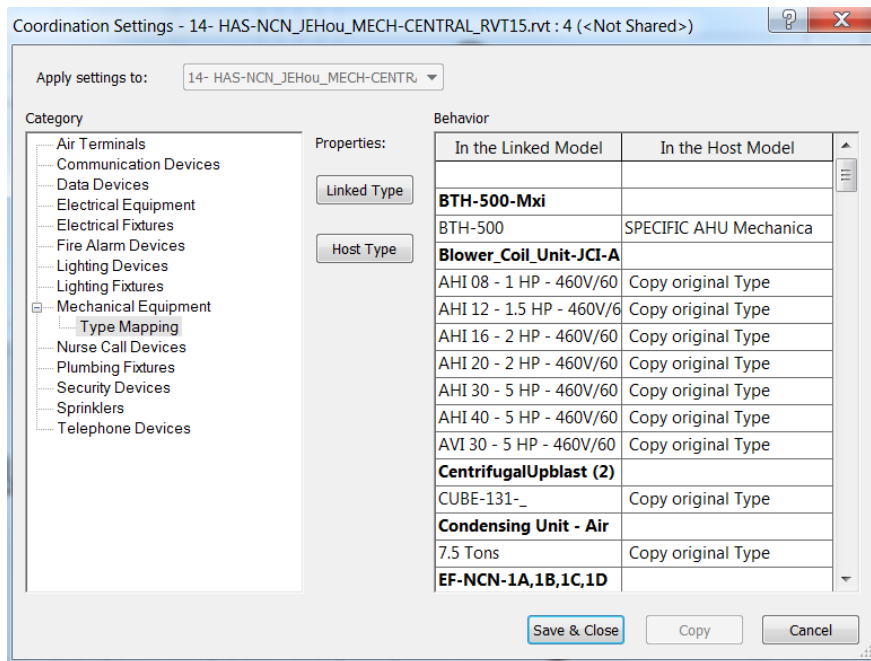 Coordination Settings - 14- HAS-NCN_JEHou_MECH-CENTRAL_RVT15.rvt : 4 (<Not Shared>)
Apply settings to:
14- HAS-NCN_JEHou_MECH-CENTR
Category
Air Terminals
Communication Devices
Data Devices
Electrical Equipment
Electrical Fixtures
Fire Alarm Devices
Lighting Devices
Lighting Fixtures
Mechanical Equipment
Type Mapping
Nurse Call Devices
Plumbing Fixtures
Security Devices
Sprinklers
Telephone Devices
Properties:
Linked Type
Host Type
Behavior
In the Linked Model In the Host Model
BTH-500-Mxi
BTH-500 SPECIFIC AHU Mechanica
Blower_Coil_Unit-JCI-A
AHI 08 - 1 HP - 460V/60 Copy original Type
AHI 12 - 1.5 HP - 460V/6 Copy original Type
AHI 16 - 2 HP - 460V/60 Copy original Type
AHI 20 - 2 HP - 460V/60 Copy original Type
AHI 30 - 5 HP - 460V/60 Copy original Type
AHI 40 - 5 HP - 460V/60 Copy original Type
AVI 30 - 5 HP - 460V/60 Copy original Type
CentrifugalUpblast (2)
CUBE-131-_ Copy original Type
Condensing Unit - Air
7.5 Tons Copy original Type
EF-NCN-1A,1B,1C,1D
Save & Close Copy Cancel